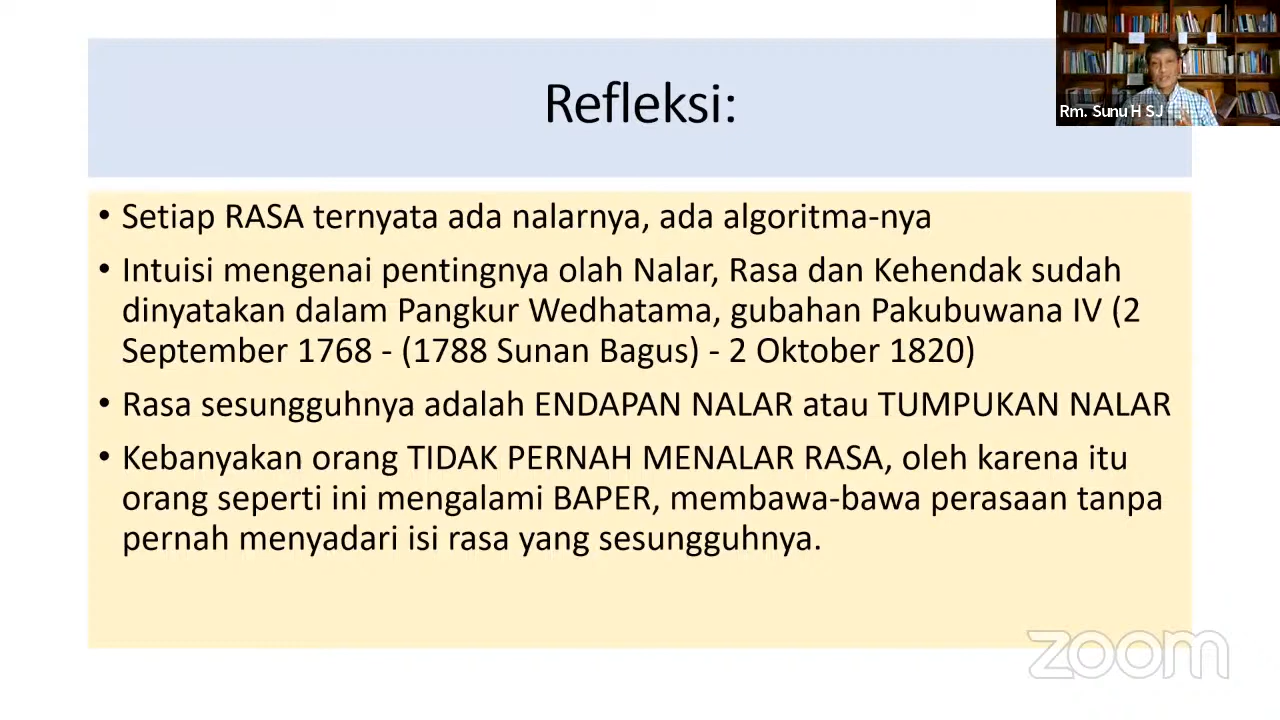 Refleksi:
Rm. Sunu H SJ
• Setiap RASA ternyata ada nalarnya, ada algoritma-nya
• Intuisi mengenai pentingnya olah Nalar, Rasa dan Kehendak sudah
dinyatakan dalam Pangkur Wedhatama, gubahan Pakubuwana IV (2
September 1768 - (1788 Sunan Bagus) - 2 Oktober 1820)
• Rasa sesungguhnya adalah ENDAPAN NALAR atau TUMPUKAN NALAR
• Kebanyakan orang TIDAK PERNAH MENALAR RASA, oleh karena itu
orang seperti ini mengalami BAPER, membawa-bawa perasaan tanpa
pernah menyadari isi rasa yang sesungguhnya.
zoom